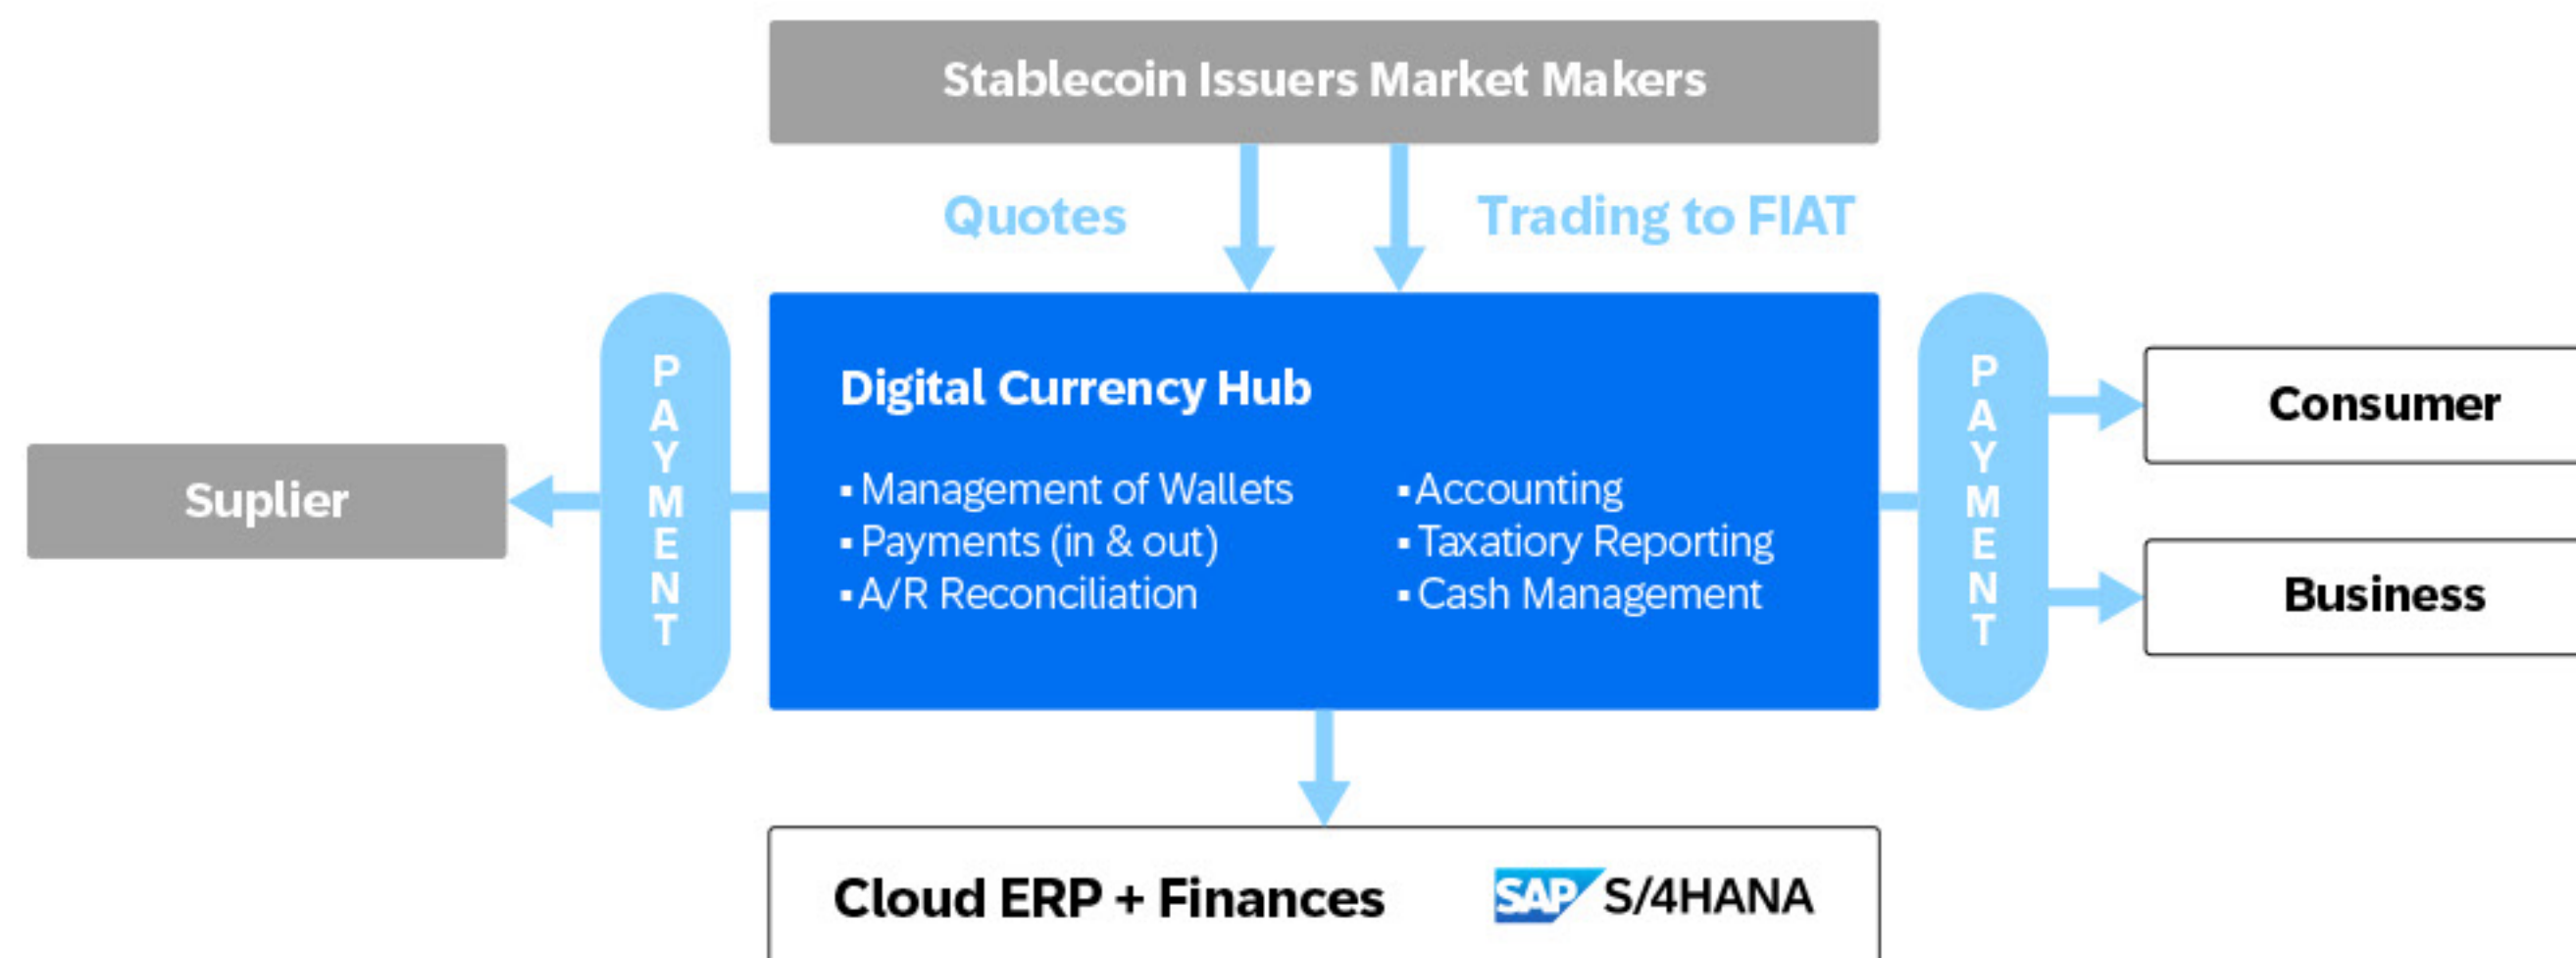 Stablecoin Issuers Market Makers
Quotes
Trading to FIAT
PAYMENT
Suplier
Digital Currency Hub
▪ Management of Wallets
▪ Payments (in & out)
▪ A/R Reconciliation
▪ Accounting
▪ Taxatiory Reporting
▪ Cash Management
PAYMENT
Consumer
Business
Cloud ERP + Finances
SAP S/4HANA